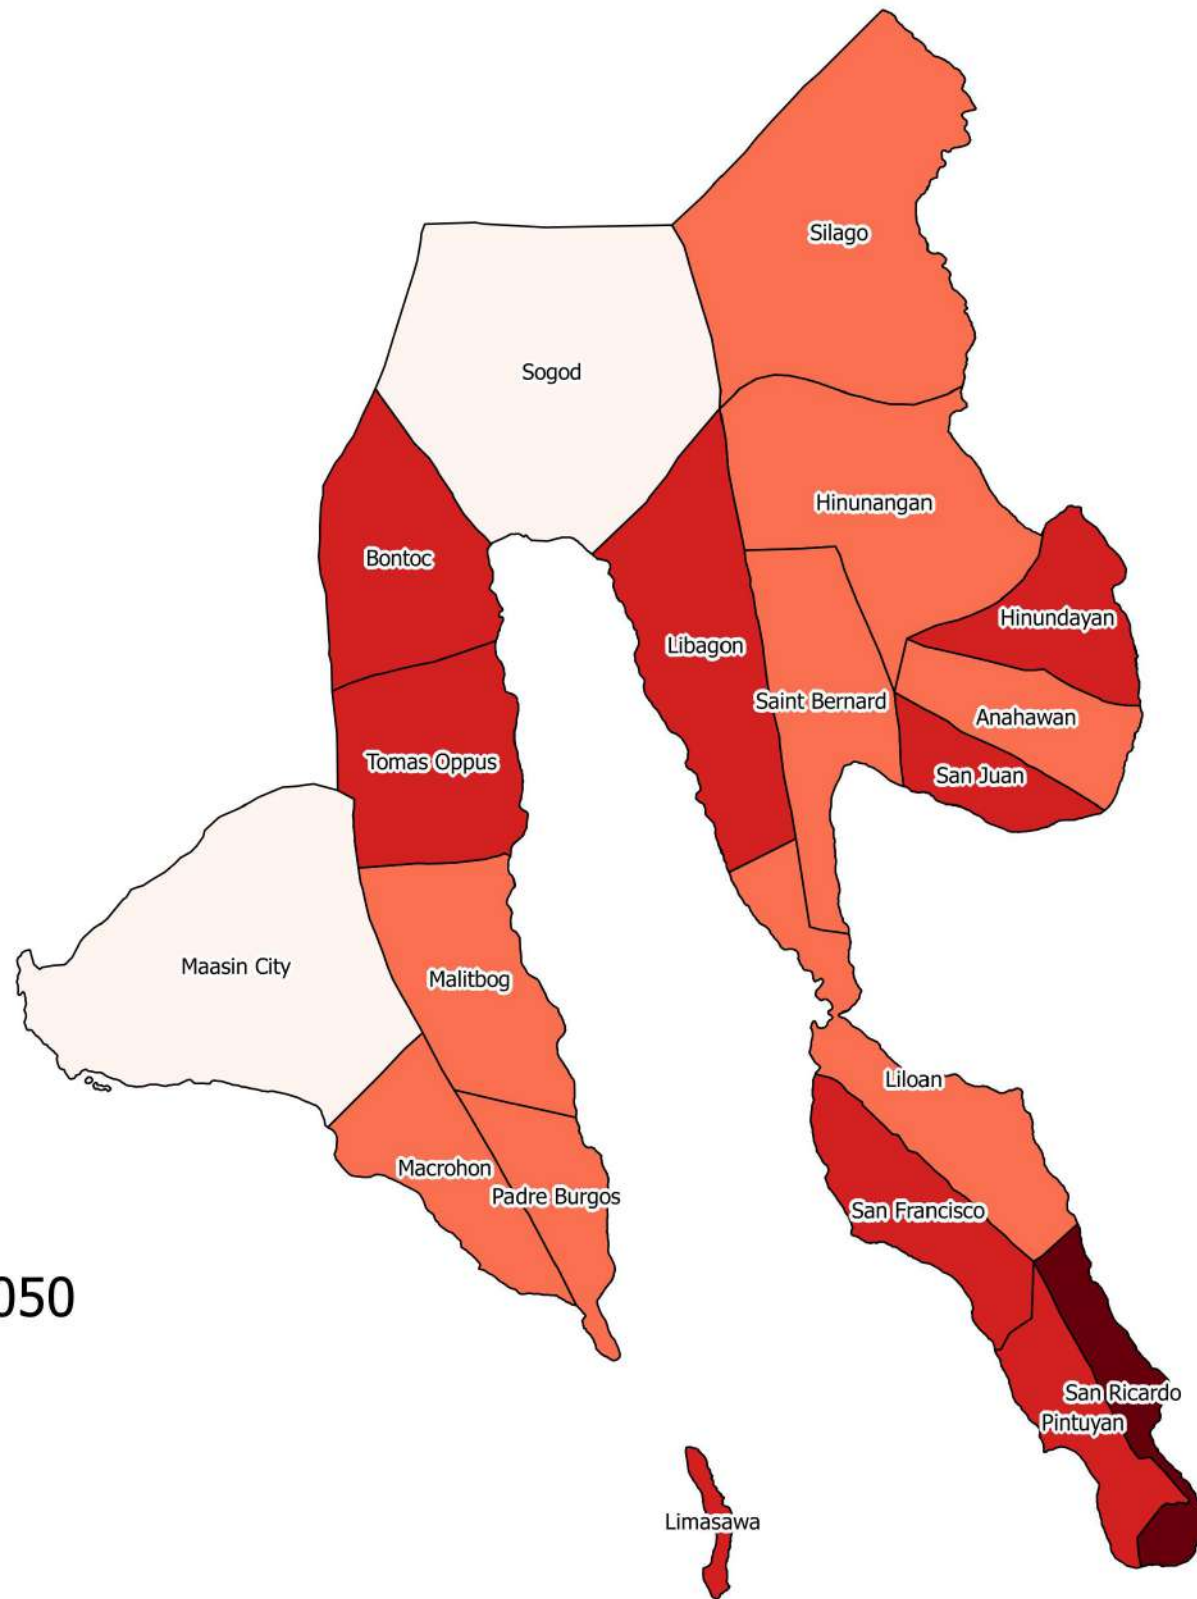 Silago
Sogod
Hinunangan
Bontoc
Hinundayan
Libagon
Saint Bernard
Anahawan
Tomas Oppus
San Juan
Maasin City
Malitbog
Liloan
Macrohon
Padre Burgos
San Francisco
050
San Ricardo
Pintuyan
Limasawa